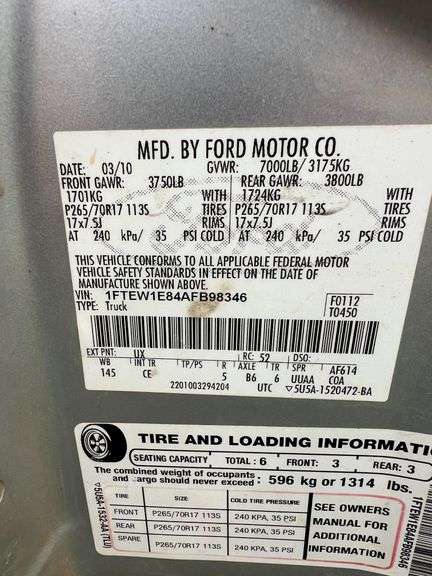 MFD. BY FORD MOTOR CO.
DATE: 03/10 GVWR: 7000LB/ 3175KG
FRONT GAWR: 3750LB REAR GAWR: 3800LB
1701KG WITH 1724KG WITH
P265/70R17 113S TIRES P265/70R17 113S TIRES
17x7.5J RIMS 17x7.5J RIMS
AT 240 kPa/ 35 PSI COLD AT 240 kPa/ 35 PSI COLD
THIS VEHICLE CONFORMS TO ALL APPLICABLE FEDERAL MOTOR
VEHICLE SAFETY STANDARDS IN EFFECT ON THE DATE OF
MANUFACTURE SHOWN ABOVE.
VIN: 1FTEW1E84AFB98346 F0112
TYPE: Truck T0450
EXT PNT: UX RC: 52 DSO:
WB INT TR TP/PS R AXLE TR SPR AF614
145 CE 5 B6 6 UUAA COA
2201003294204 UTC 5U5A-1520472-BA
TIRE AND LOADING INFORMATION
SEATING CAPACITY TOTAL: 6 FRONT: 3 REAR: 3
The combined weight of occupants
and cargo should never exceed: 596 kg or 1314 lbs.
TIRE SIZE COLD TIRE PRESSURE
FRONT P265/70R17 113S 240 KPA, 35 PSI
REAR P265/70R17 113S 240 KPA, 35 PSI
SPARE P265/70R17 113S 240 KPA, 35 PSI
SEE OWNERS
MANUAL FOR
ADDITIONAL
INFORMATION
1FTEW1E84AFB98346